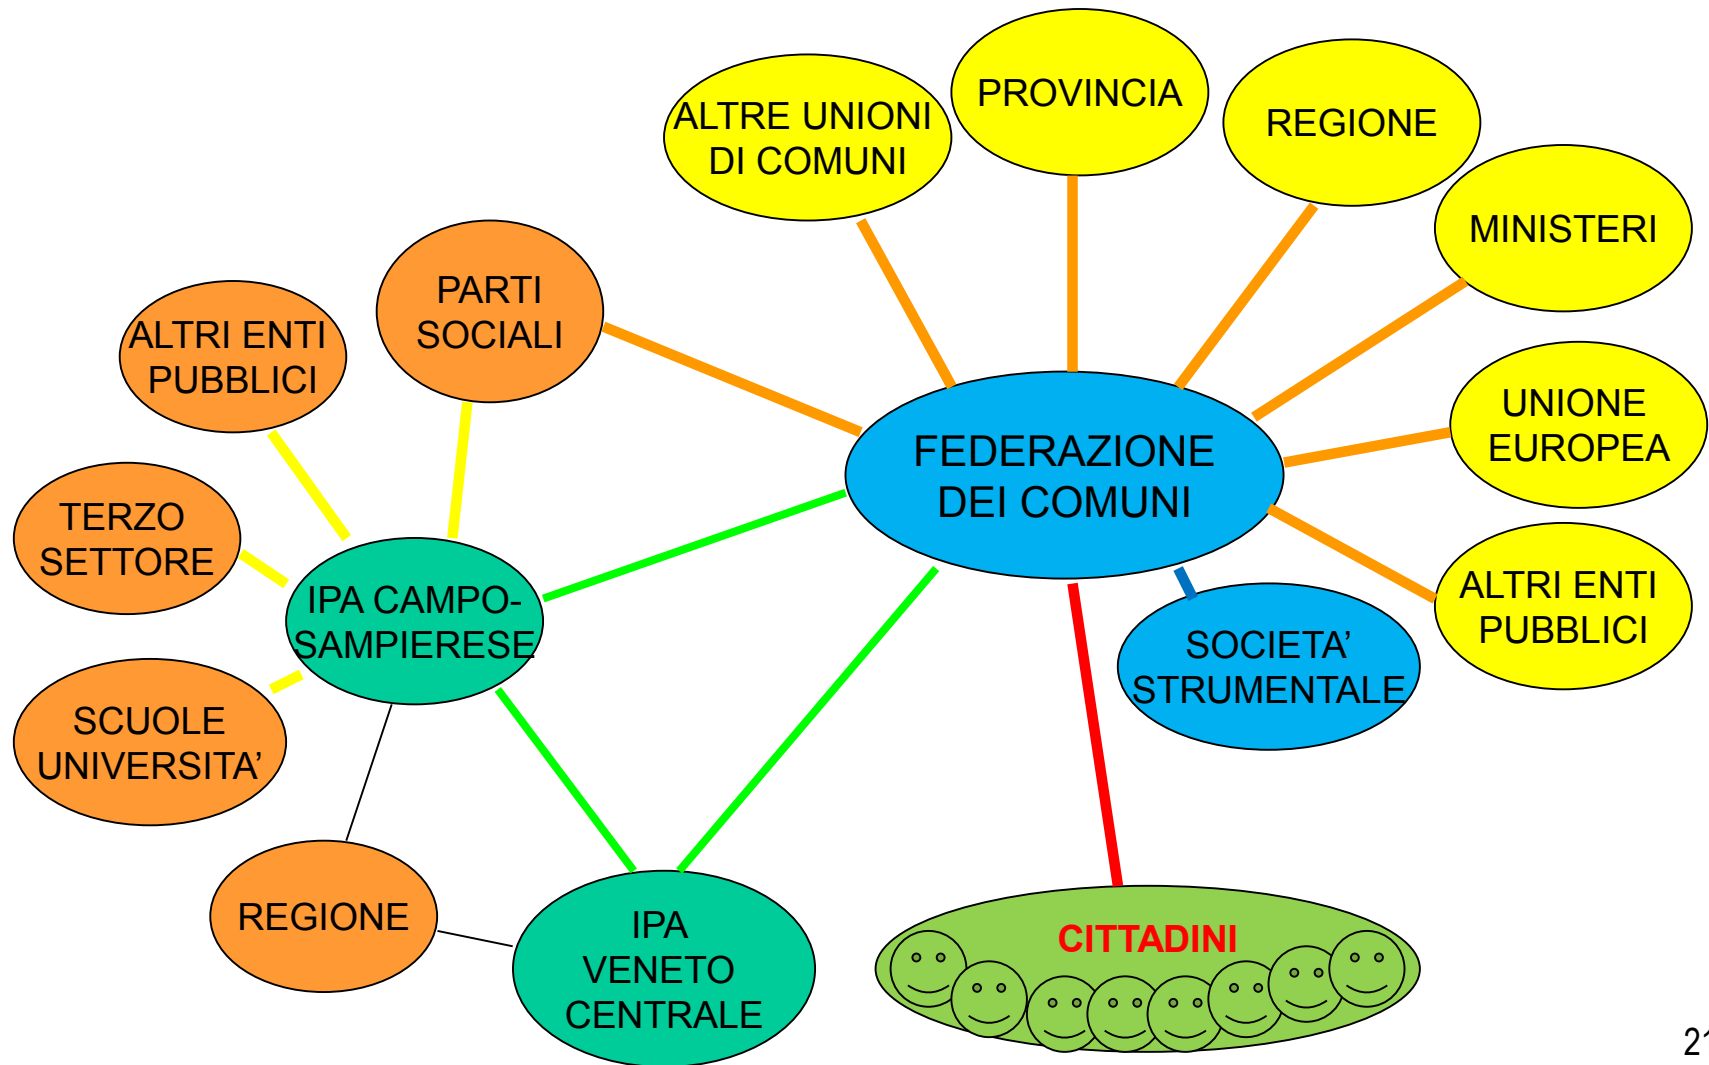 PROVINCIA
ALTRE UNIONI
DI COMUNI
REGIONE
MINISTERI
PARTI
SOCIALI
ALTRI ENTI
PUBBLICI
UNIONE
EUROPEA
FEDERAZIONE
DEI COMUNI
TERZO
SETTORE
IPA CAMPO-
SAMPIERESE
ALTRI ENTI
PUBBLICI
SOCIETA’
STRUMENTALE
SCUOLE
UNIVERSITA’
REGIONE
IPA
VENETO
CENTRALE
CITTADINI
21